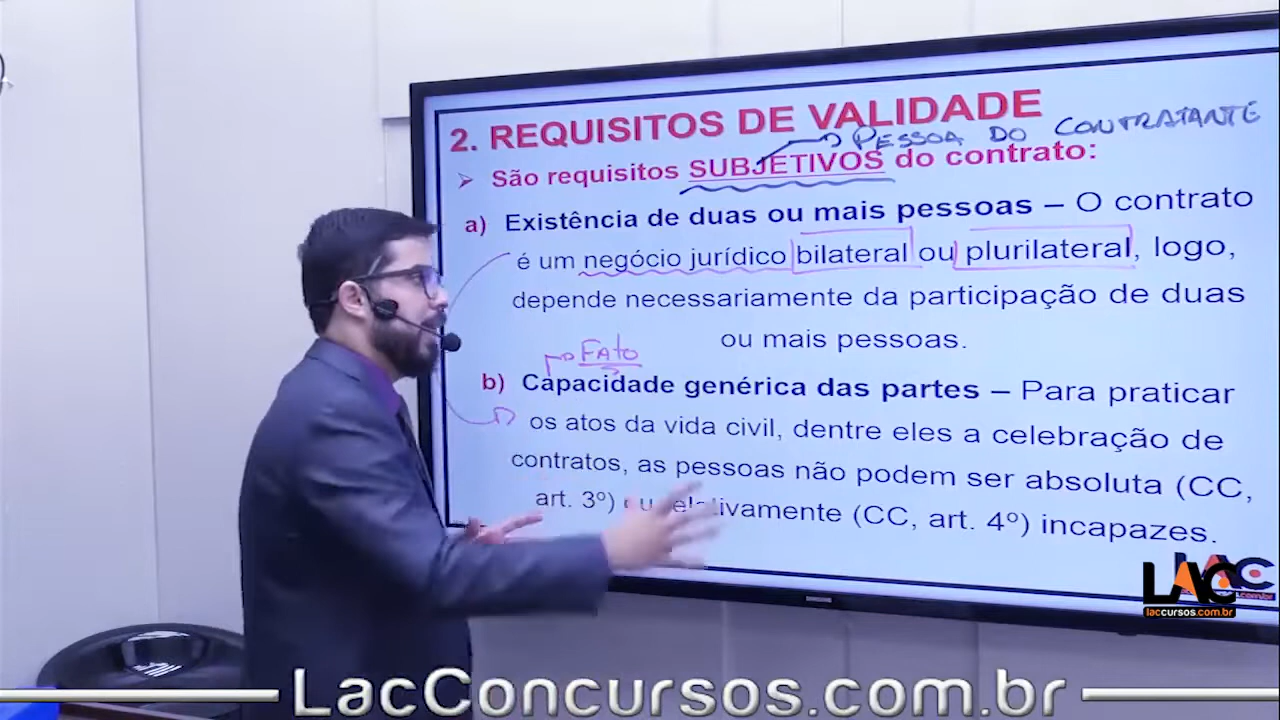 2. REQUISITOS DE VALIDADE
PESSOA DO CONTRATANTE
➢ São requisitos SUBJETIVOS do contrato:
a) Existência de duas ou mais pessoas – O contrato
é um negócio jurídico bilateral ou plurilateral, logo,
depende necessariamente da participação de duas
ou mais pessoas.
FATO
b) Capacidade genérica das partes – Para praticar
os atos da vida civil, dentre eles a celebração de
contratos, as pessoas não podem ser absoluta (CC,
art. 3º) ou relativamente (CC, art. 4º) incapazes.
LAC
laccursos.com.br
LacConcursos.com.br